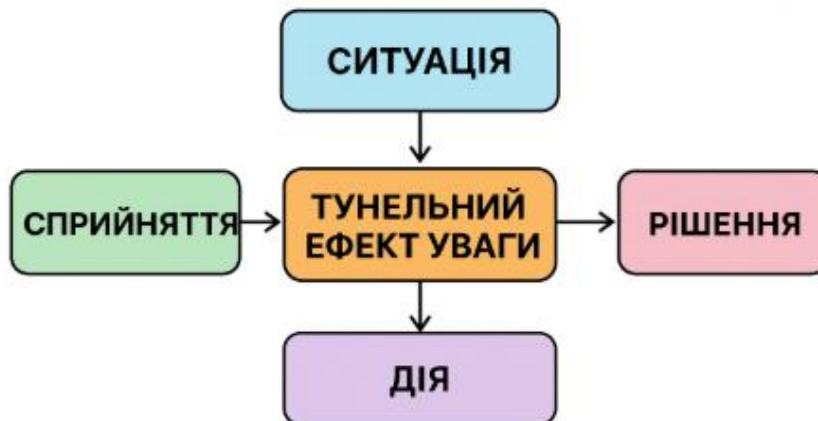 СИТУАЦІЯ
СПРИЙНЯТТЯ
ТУНЕЛЬНИЙ
ЕФЕКТ УВАГИ
РІШЕННЯ
ДІЯ